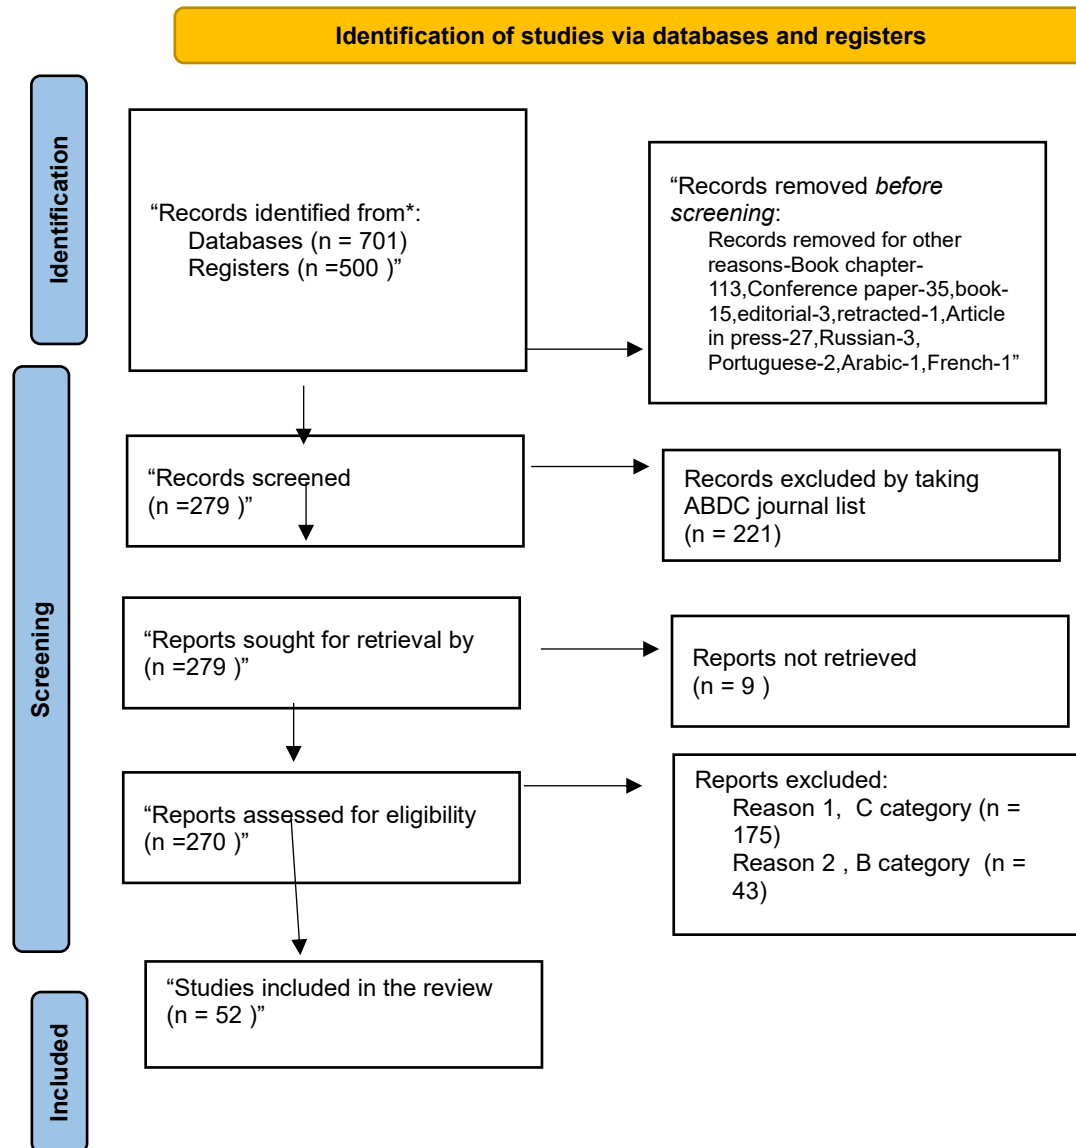 Identification of studies via databases and registers
Identification
“Records identified from*:
Databases (n = 701)
Registers (n =500 )”
“Records removed before
screening:
Records removed for other
reasons-Book chapter-
113,Conference paper-35,book-
15,editorial-3,retracted-1,Article
in press-27,Russian-3,
Portuguese-2,Arabic-1,French-1”
Screening
“Records screened
(n =279 )”
Records excluded by taking
ABDC journal list
(n = 221)
“Reports sought for retrieval by
(n =279 )”
Reports not retrieved
(n = 9 )
“Reports assessed for eligibility
(n =270 )”
Reports excluded:
Reason 1, C category (n =
175)
Reason 2 , B category (n =
43)
Included
“Studies included in the review
(n = 52 )”